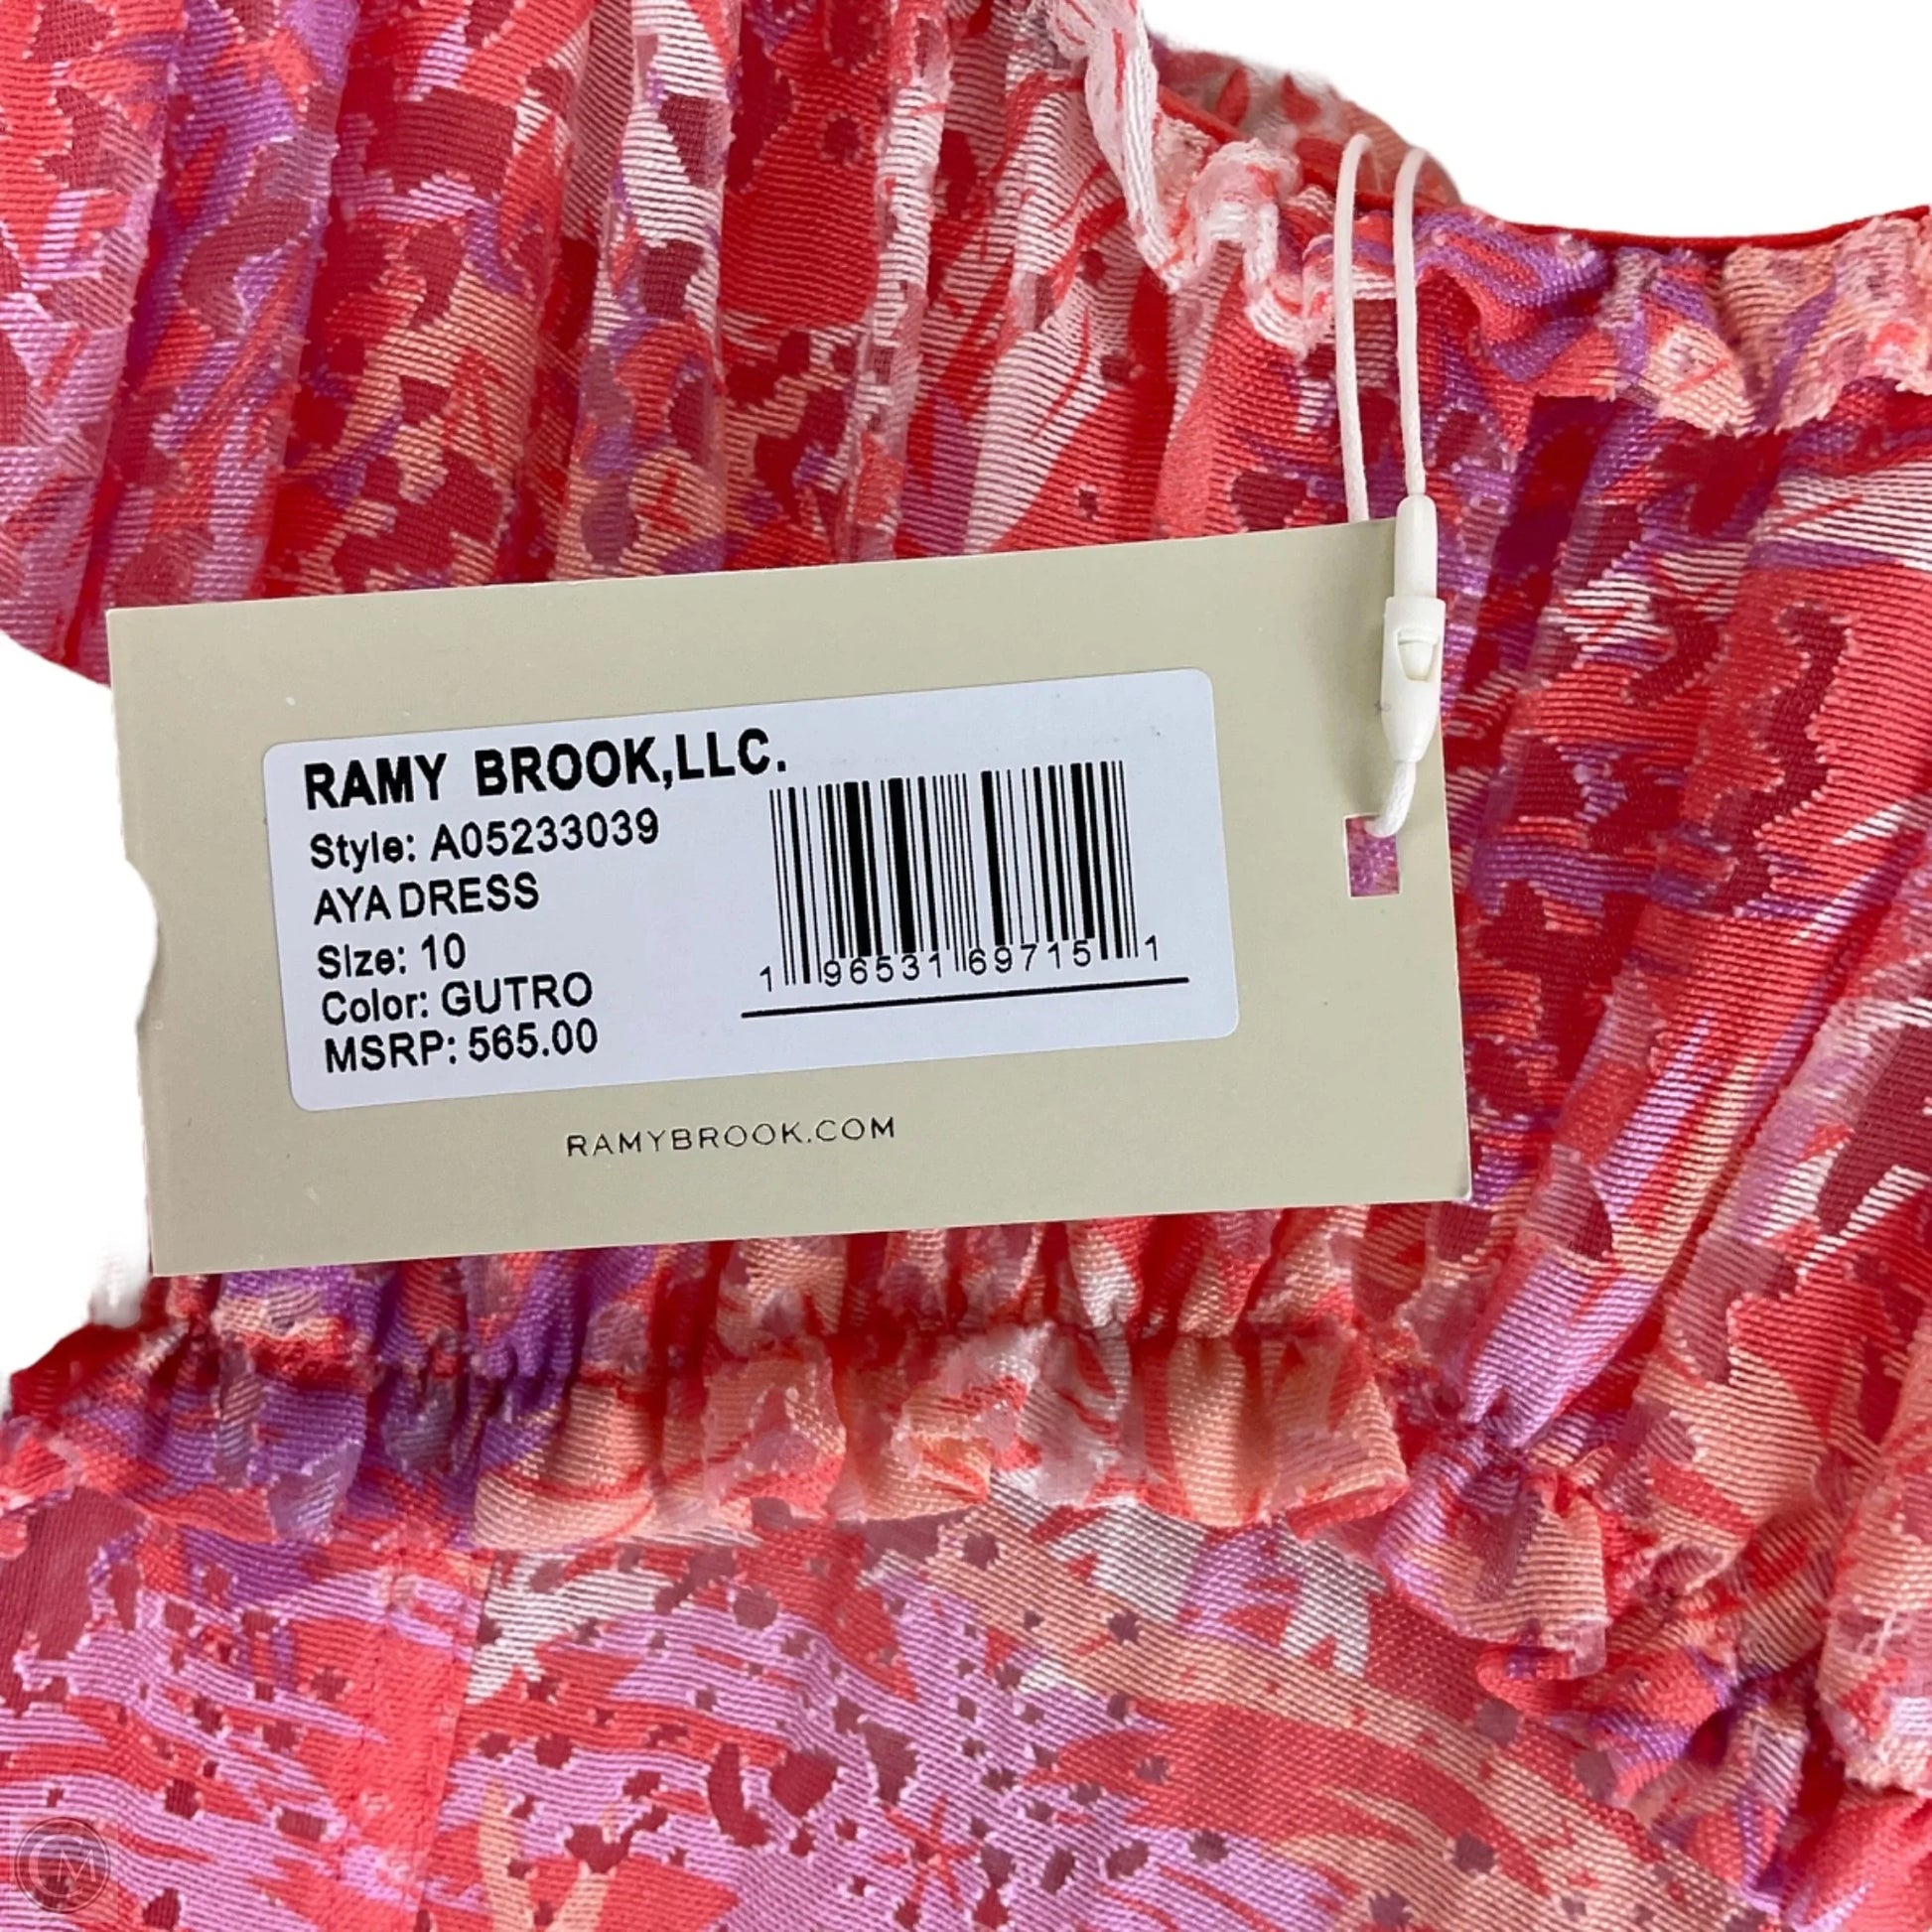 RAMY BROOK,LLC.
Style: A05233039
AYA DRESS
Size: 10
Color: GUTRO
MSRP: 565.00
1 96531 69715 1
RAMYBROOK.COM
CM